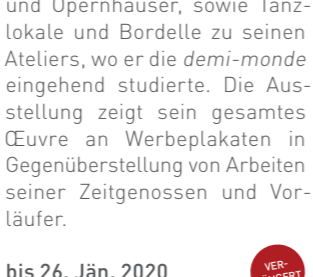 und Opernhäuser, sowie Tanz-
lokale und Bordelle zu seinen
Ateliers, wo er die demi-monde
eingehend studierte. Die Aus-
stellung zeigt sein gesamtes
Œuvre an Werbeplakaten in
Gegenüberstellung von Arbeiten
seiner Zeitgenossen und Vor-
läufer.
bis 26. Jän. 2020
VER-